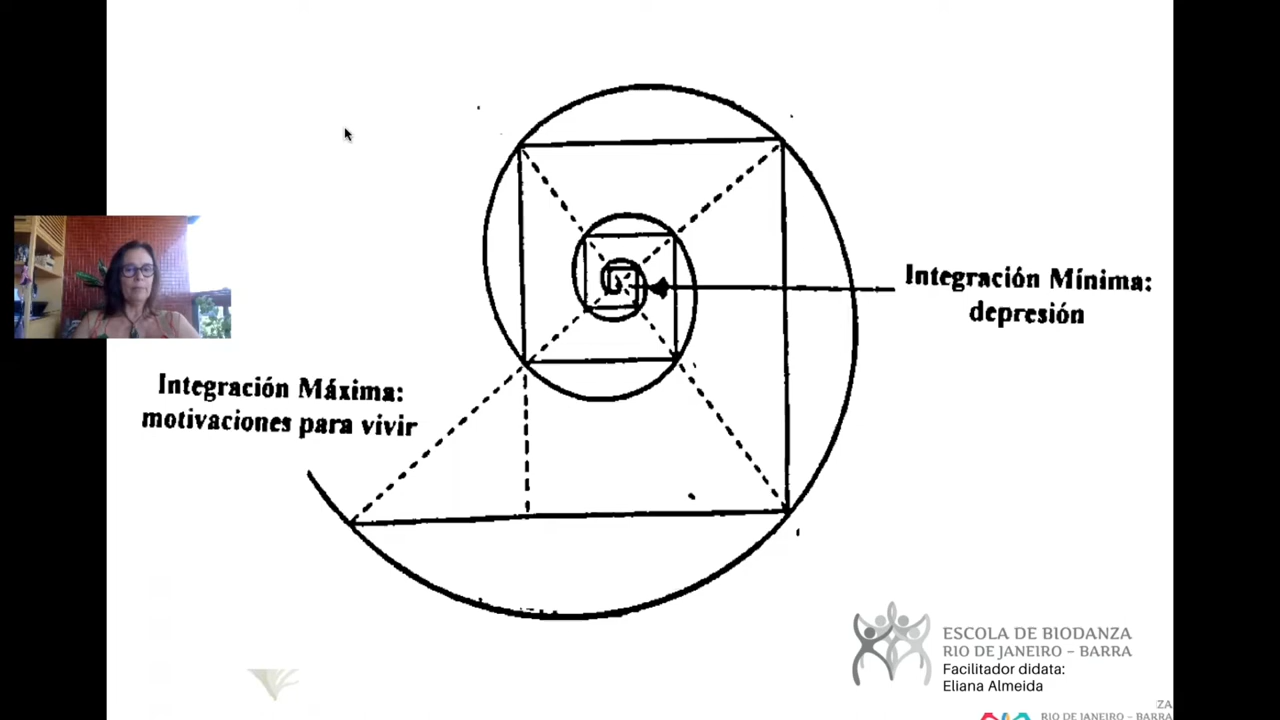 Integración Mínima:
depresión
Integración Máxima:
motivaciones para vivir
ESCOLA DE BIODANZA
RIO DE JANEIRO – BARRA
Facilitador didata:
Eliana Almeida
ZA
RIO DE JANEIRO – BARRA